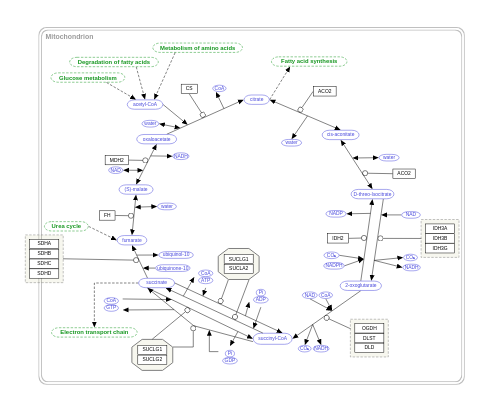 Mitochondrion
Metabolism of amino acids
Degradation of fatty acids
Fatty acid synthesis
Glucose metabolism
CS
CoA
ACO2
acetyl-CoA
citrate
water
cis-aconitate
oxaloacetate
water
MDH2
NADH
water
NAD
ACO2
(S)-malate
D-threo-isocitrate
FH
water
NADP
NAD
Urea cycle
IDH3A
IDH3B
IDH3G
fumarate
IDH2
SDHA
SDHB
SDHC
SDHD
ubiquinol-10
ubiquinone-10
SUCLG1
SUCLA2
CO₂
NADPH
CO₂
NADH
succinate
CoA
ATP
2-oxoglutarate
CoA
GTP
Pi
ADP
NAD
CoA
Electron transport chain
succinyl-CoA
OGDH
DLST
DLD
SUCLG1
SUCLG2
Pi
GDP
CO₂
NADH